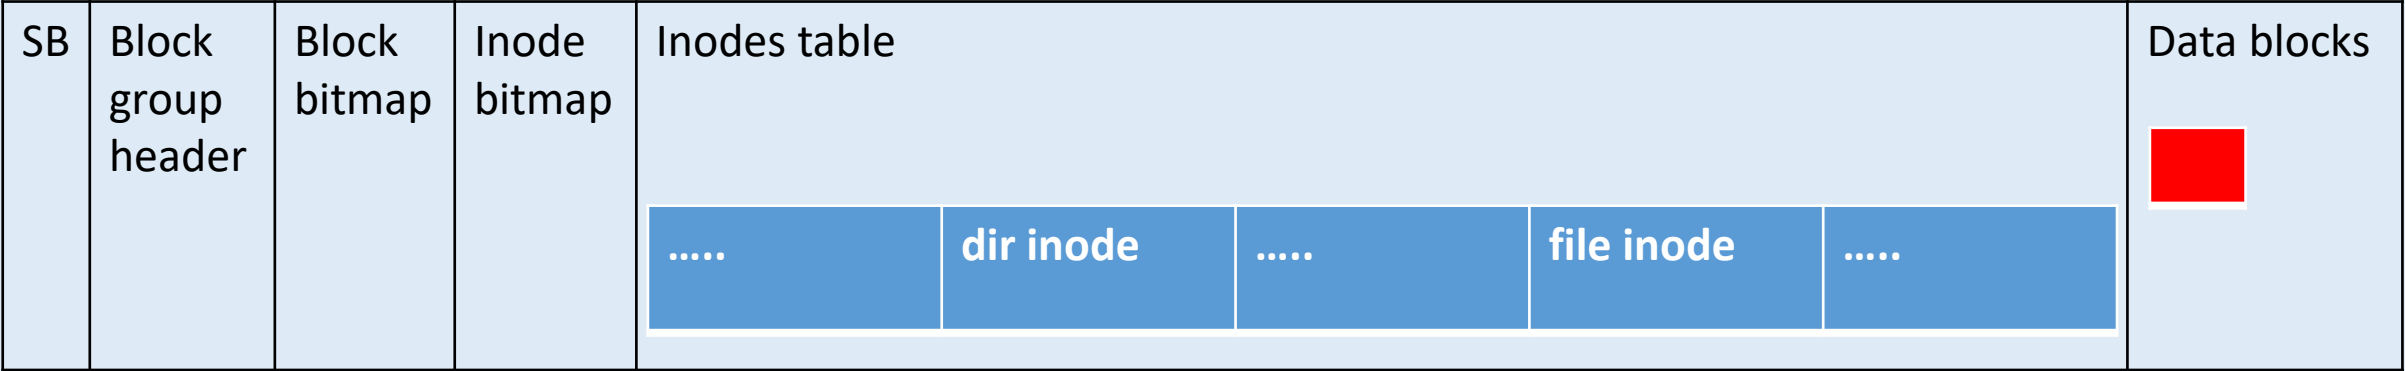 SB
Block
group
header
Block
bitmap
Inode
bitmap
Inodes table
.....
dir inode
.....
file inode
.....
Data blocks